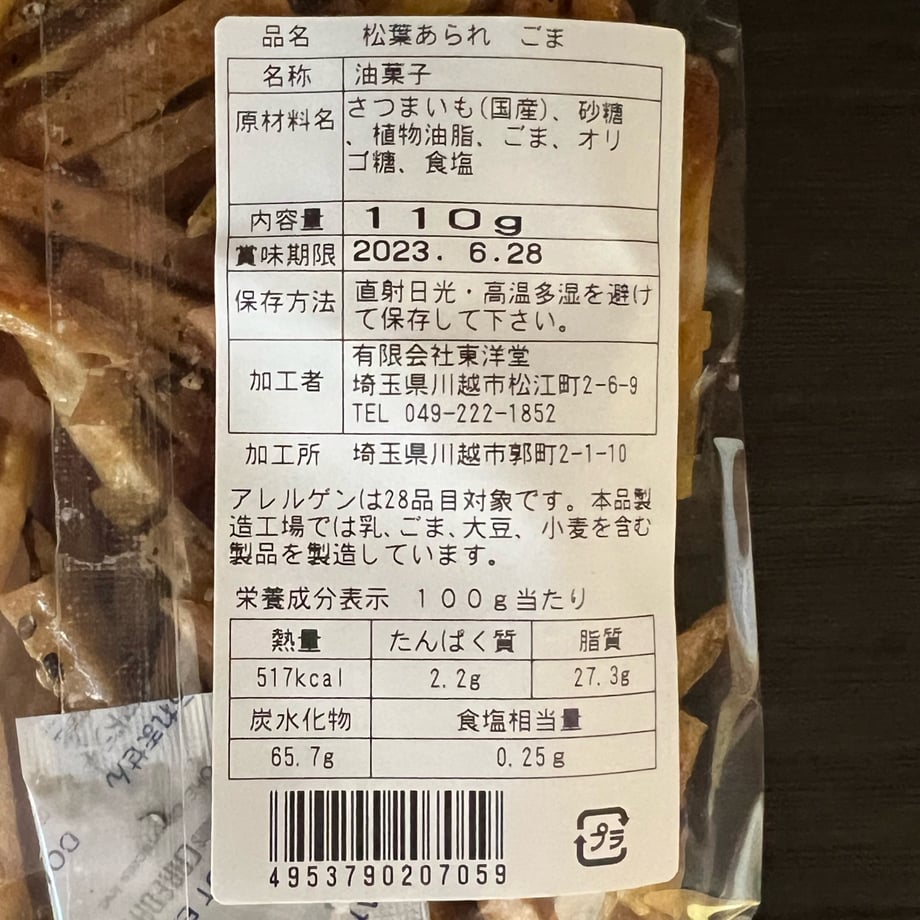 品名 松葉あられ ごま
名称 油菓子
原材料名 さつまいも(国産)、砂糖
、植物油脂、ごま、オリ
ゴ糖、食塩
内容量 110g
賞味期限 2023. 6.28
保存方法 直射日光・高温多湿を避け
て保存して下さい。
加工者 有限会社東洋堂
埼玉県川越市松江町2-6-9
TEL 049-222-1852
加工所 埼玉県川越市郭町2-1-10
アレルゲンは28品目対象です。本品製
造工場では乳、ごま、大豆、小麦を含む
製品を製造しています。
栄養成分表示 100g当たり
熱量 たんぱく質 脂質
517kcal 2.2g 27.3g
炭水化物 食塩相当量
65.7g 0.25g
4953790207059
プラ